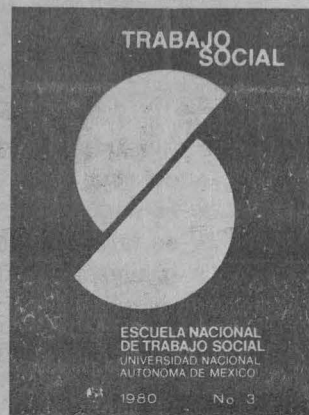 TRABAJO
SOCIAL
ESCUELA NACIONAL
DE TRABAJO SOCIAL
UNIVERSIDAD NACIONAL
AUTONOMA DE MEXICO
1980 No. 3